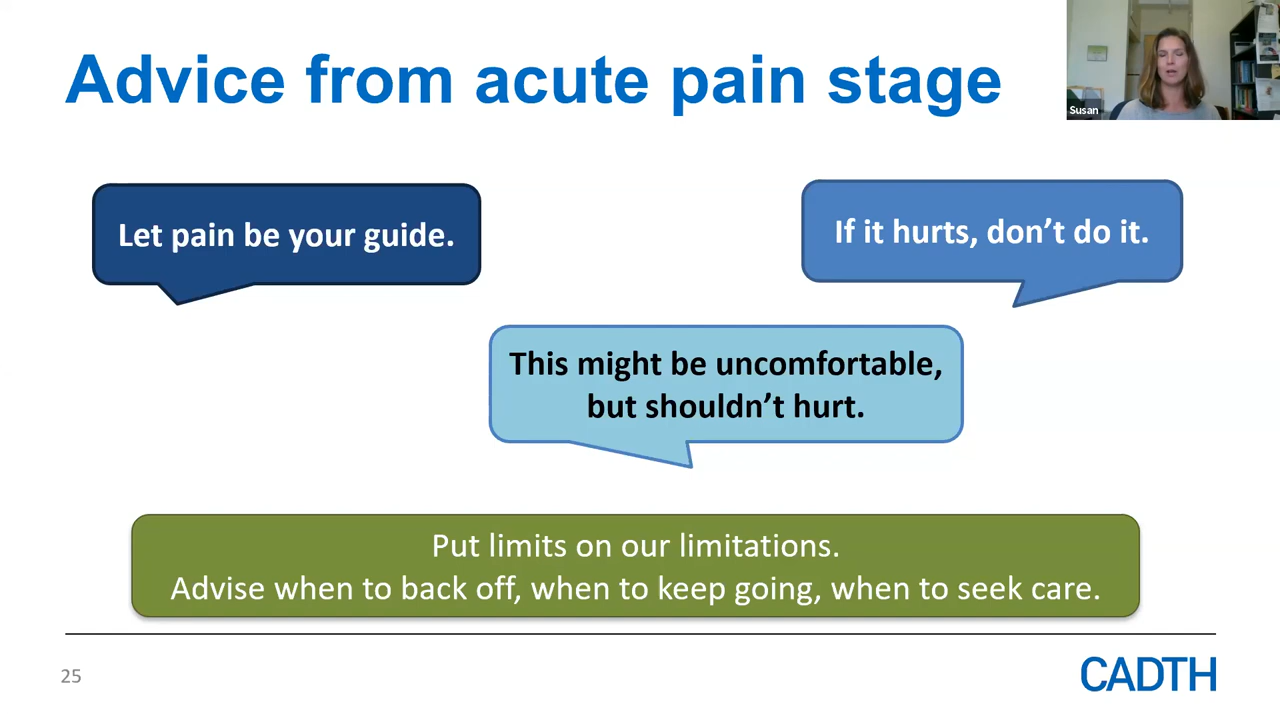 Advice from acute pain stage
Susan
Let pain be your guide.
If it hurts, don’t do it.
This might be uncomfortable,
but shouldn’t hurt.
Put limits on our limitations.
Advise when to back off, when to keep going, when to seek care.
25
CADTH